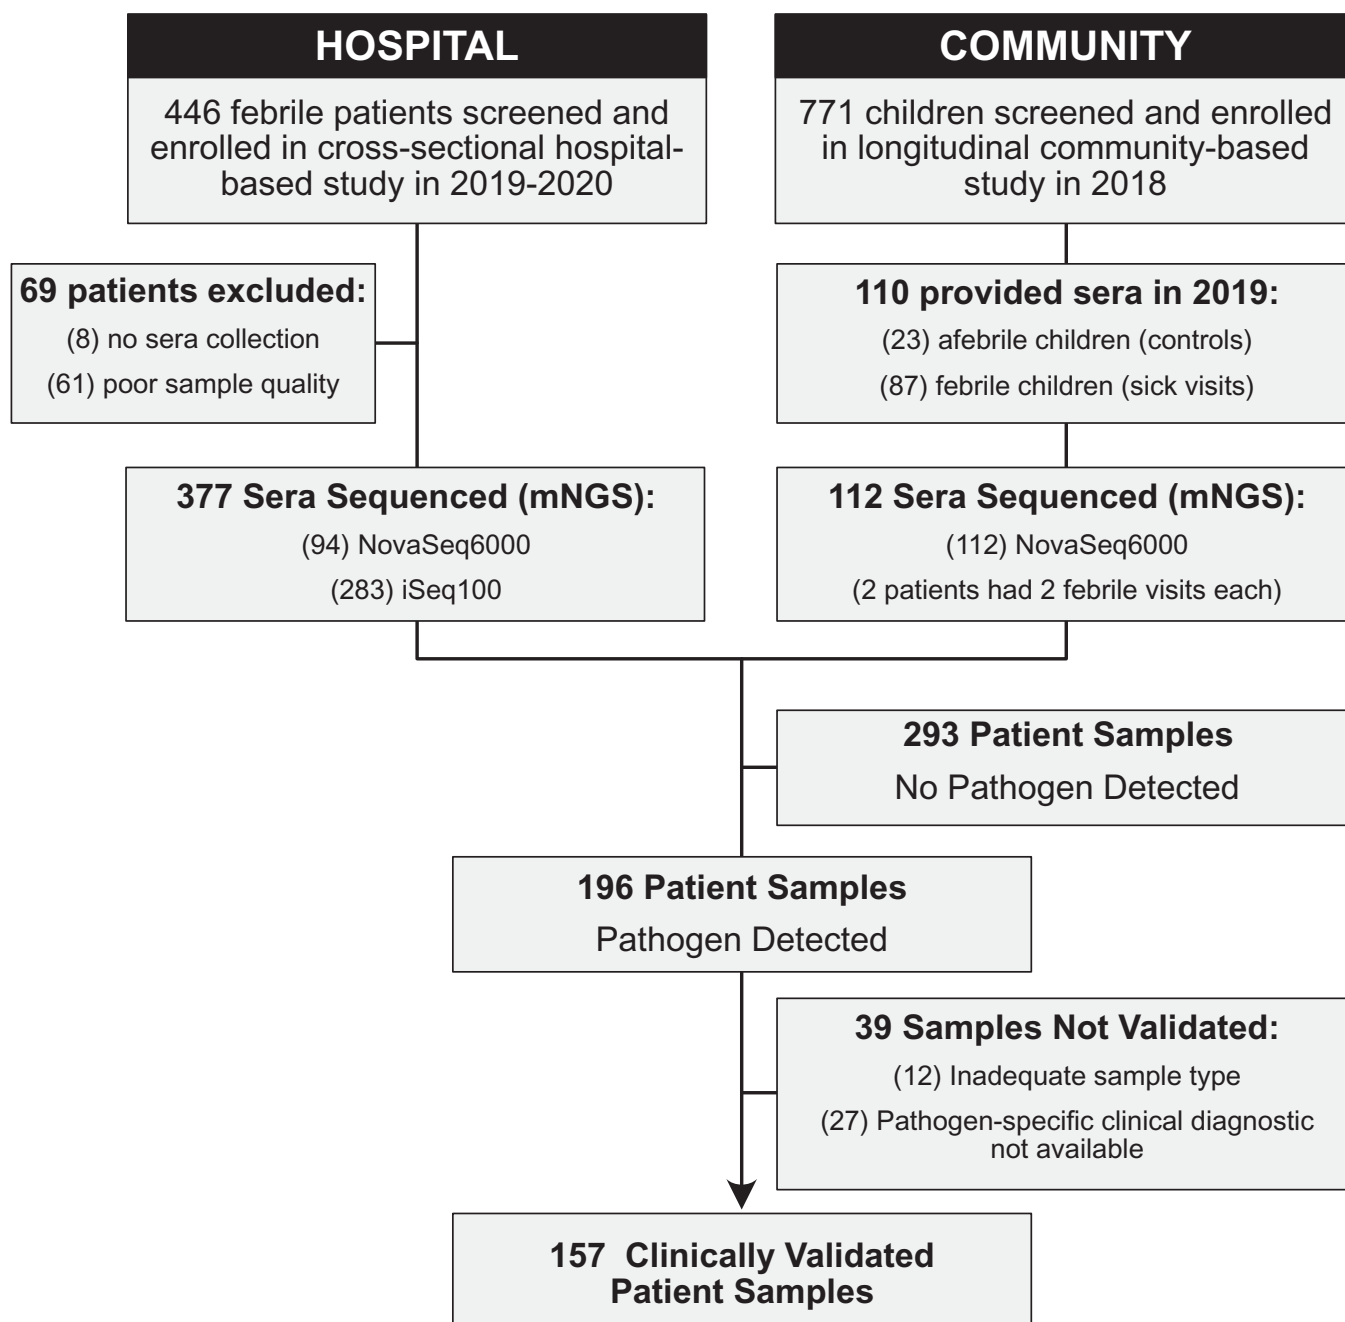 HOSPITAL
446 febrile patients screened and
enrolled in cross-sectional hospital-
based study in 2019-2020
COMMUNITY
771 children screened and enrolled
in longitudinal community-based
study in 2018
69 patients excluded:
(8) no sera collection
(61) poor sample quality
110 provided sera in 2019:
(23) afebrile children (controls)
(87) febrile children (sick visits)
377 Sera Sequenced (mNGS):
(94) NovaSeq6000
(283) iSeq100
112 Sera Sequenced (mNGS):
(112) NovaSeq6000
(2 patients had 2 febrile visits each)
293 Patient Samples
No Pathogen Detected
196 Patient Samples
Pathogen Detected
39 Samples Not Validated:
(12) Inadequate sample type
(27) Pathogen-specific clinical diagnostic
not available
157 Clinically Validated
Patient Samples